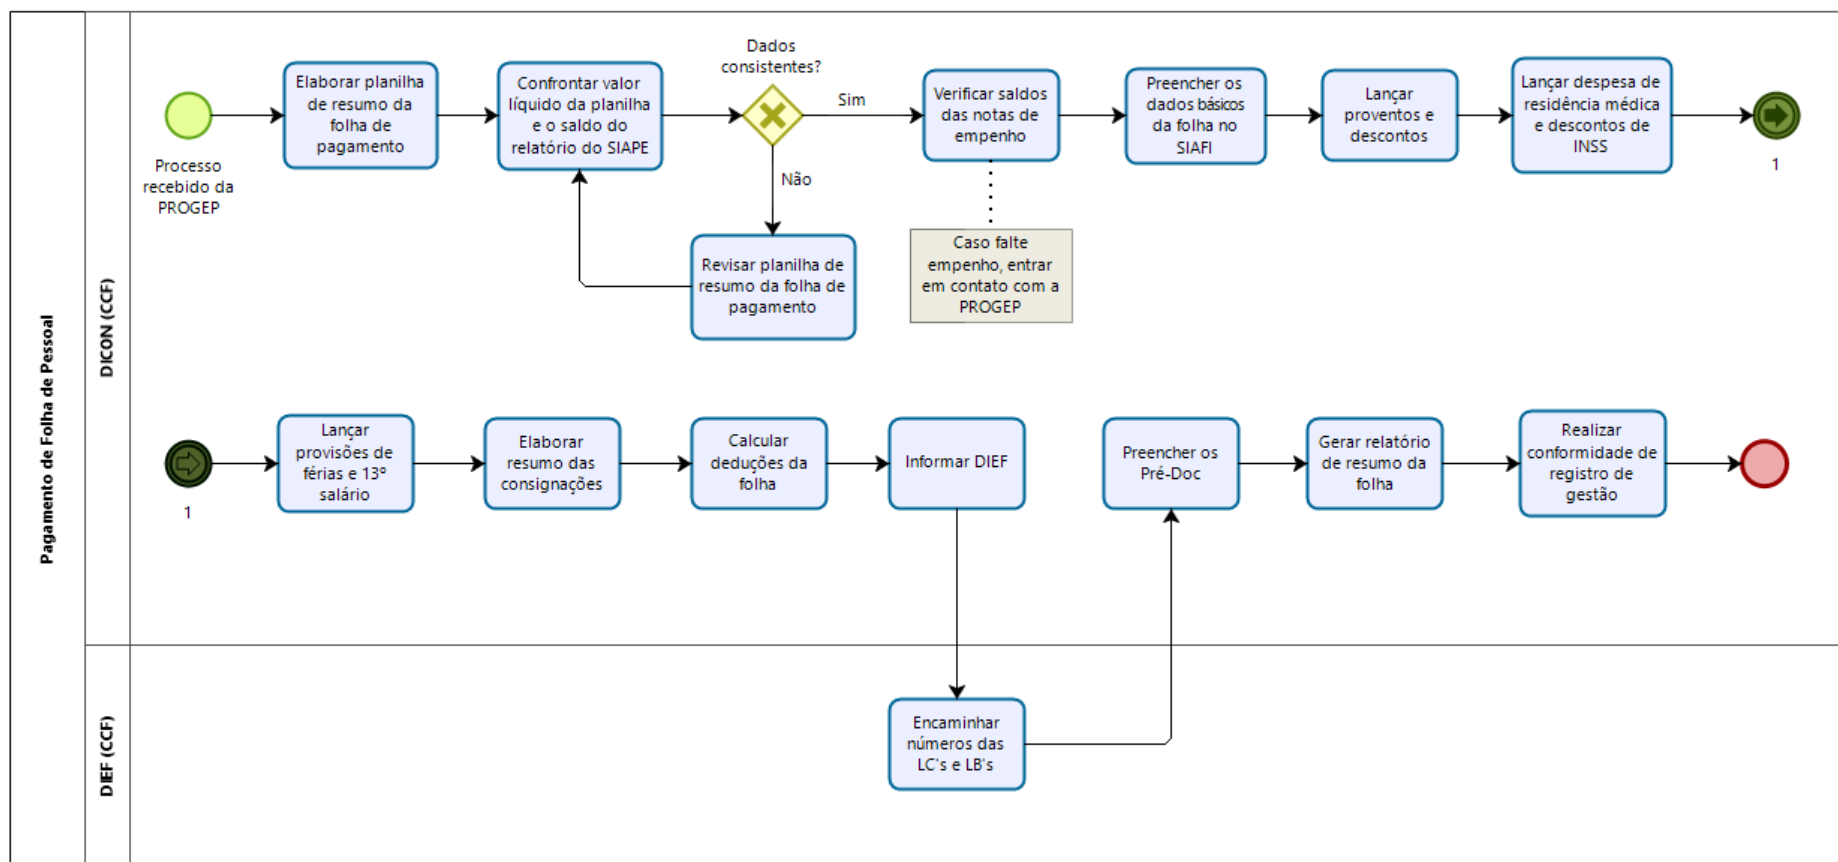 Pagamento de Folha de Pessoal
DICON (CCF)
Processo
recebido da
PROGEP
Elaborar planilha
de resumo da
folha de
pagamento
Confrontar valor
líquido da planilha
e o saldo do
relatório do SIAPE
Dados
consistentes?
Sim
Não
Revisar planilha de
resumo da folha de
pagamento
Verificar saldos
das notas de
empenho
Caso falte
empenho, entrar
em contato com a
PROGEP
Preencher os
dados básicos
da folha no
SIAFI
Lançar
proventos e
descontos
Lançar despesa de
residência médica
e descontos de
INSS
1
1
Lançar
provisões de
férias e 13º
salário
Elaborar
resumo das
consignações
Calcular
deduções da
folha
Informar DIEF
Preencher os
Pré-Doc
Gerar relatório
de resumo da
folha
Realizar
conformidade de
registro de
gestão
DIEF (CCF)
Encaminhar
números das
LC's e LB's